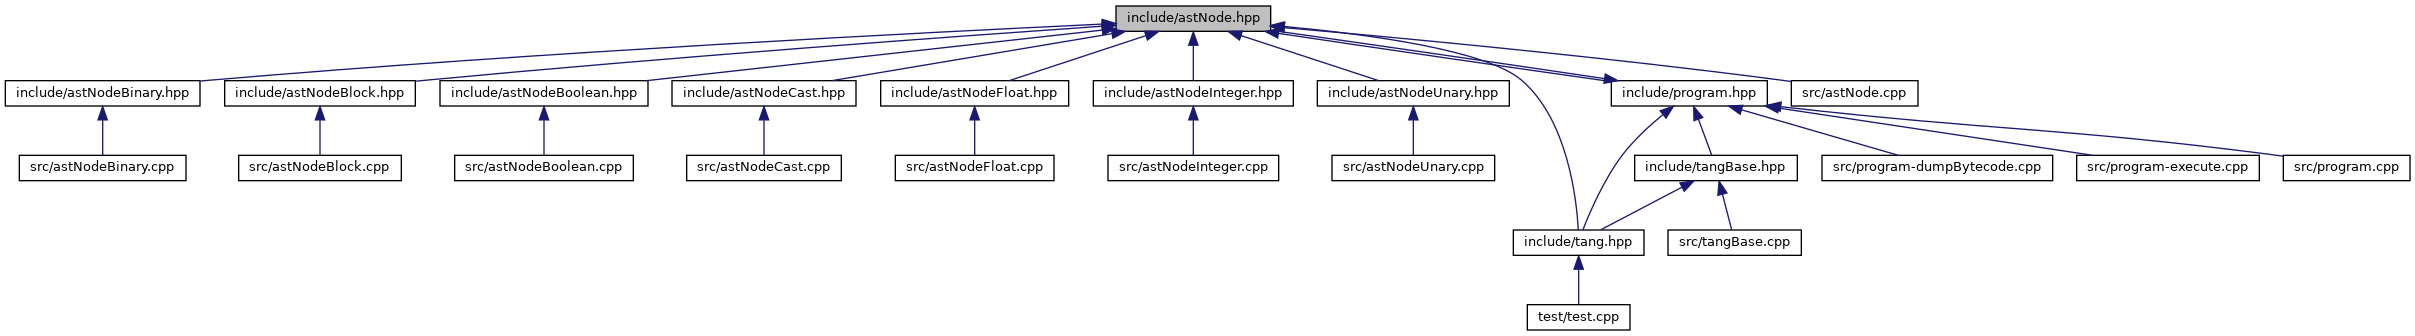 include/astNode.hpp
include/astNodeBinary.hpp
include/astNodeBlock.hpp
include/astNodeBoolean.hpp
include/astNodeCast.hpp
include/astNodeFloat.hpp
include/astNodeInteger.hpp
include/astNodeUnary.hpp
include/program.hpp
src/astNode.cpp
src/astNodeBinary.cpp
src/astNodeBlock.cpp
src/astNodeBoolean.cpp
src/astNodeCast.cpp
src/astNodeFloat.cpp
src/astNodeInteger.cpp
src/astNodeUnary.cpp
include/tangBase.hpp
src/program-dumpBytecode.cpp
src/program-execute.cpp
src/program.cpp
include/tang.hpp
src/tangBase.cpp
test/test.cpp